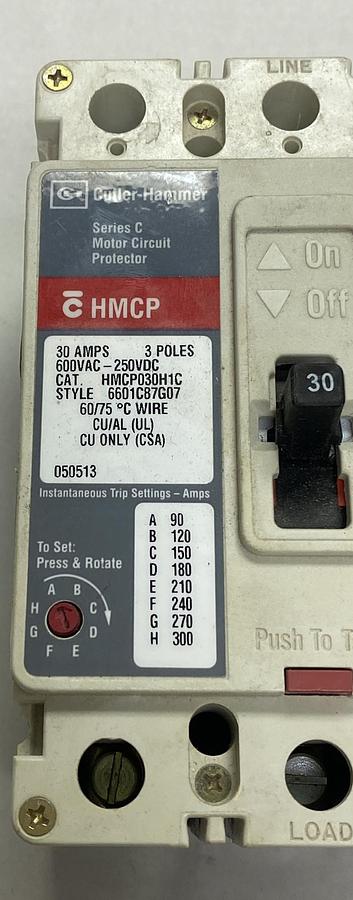 LINE
C-H Cutler-Hammer
Series C
Motor Circuit
Protector
On
Off
C HMCP
30 AMPS 3 POLES
600VAC-250VDC
CAT. HMCP030H1C
STYLE 6601C87G07
60/75 °C WIRE
CU/AL (UL)
CU ONLY (CSA)
050513
30
Instantaneous Trip Settings – Amps
A 90
B 120
C 150
D 180
E 210
F 240
G 270
H 300
To Set:
Press & Rotate
A B
H C
G D
F E
Push To T
LOAD